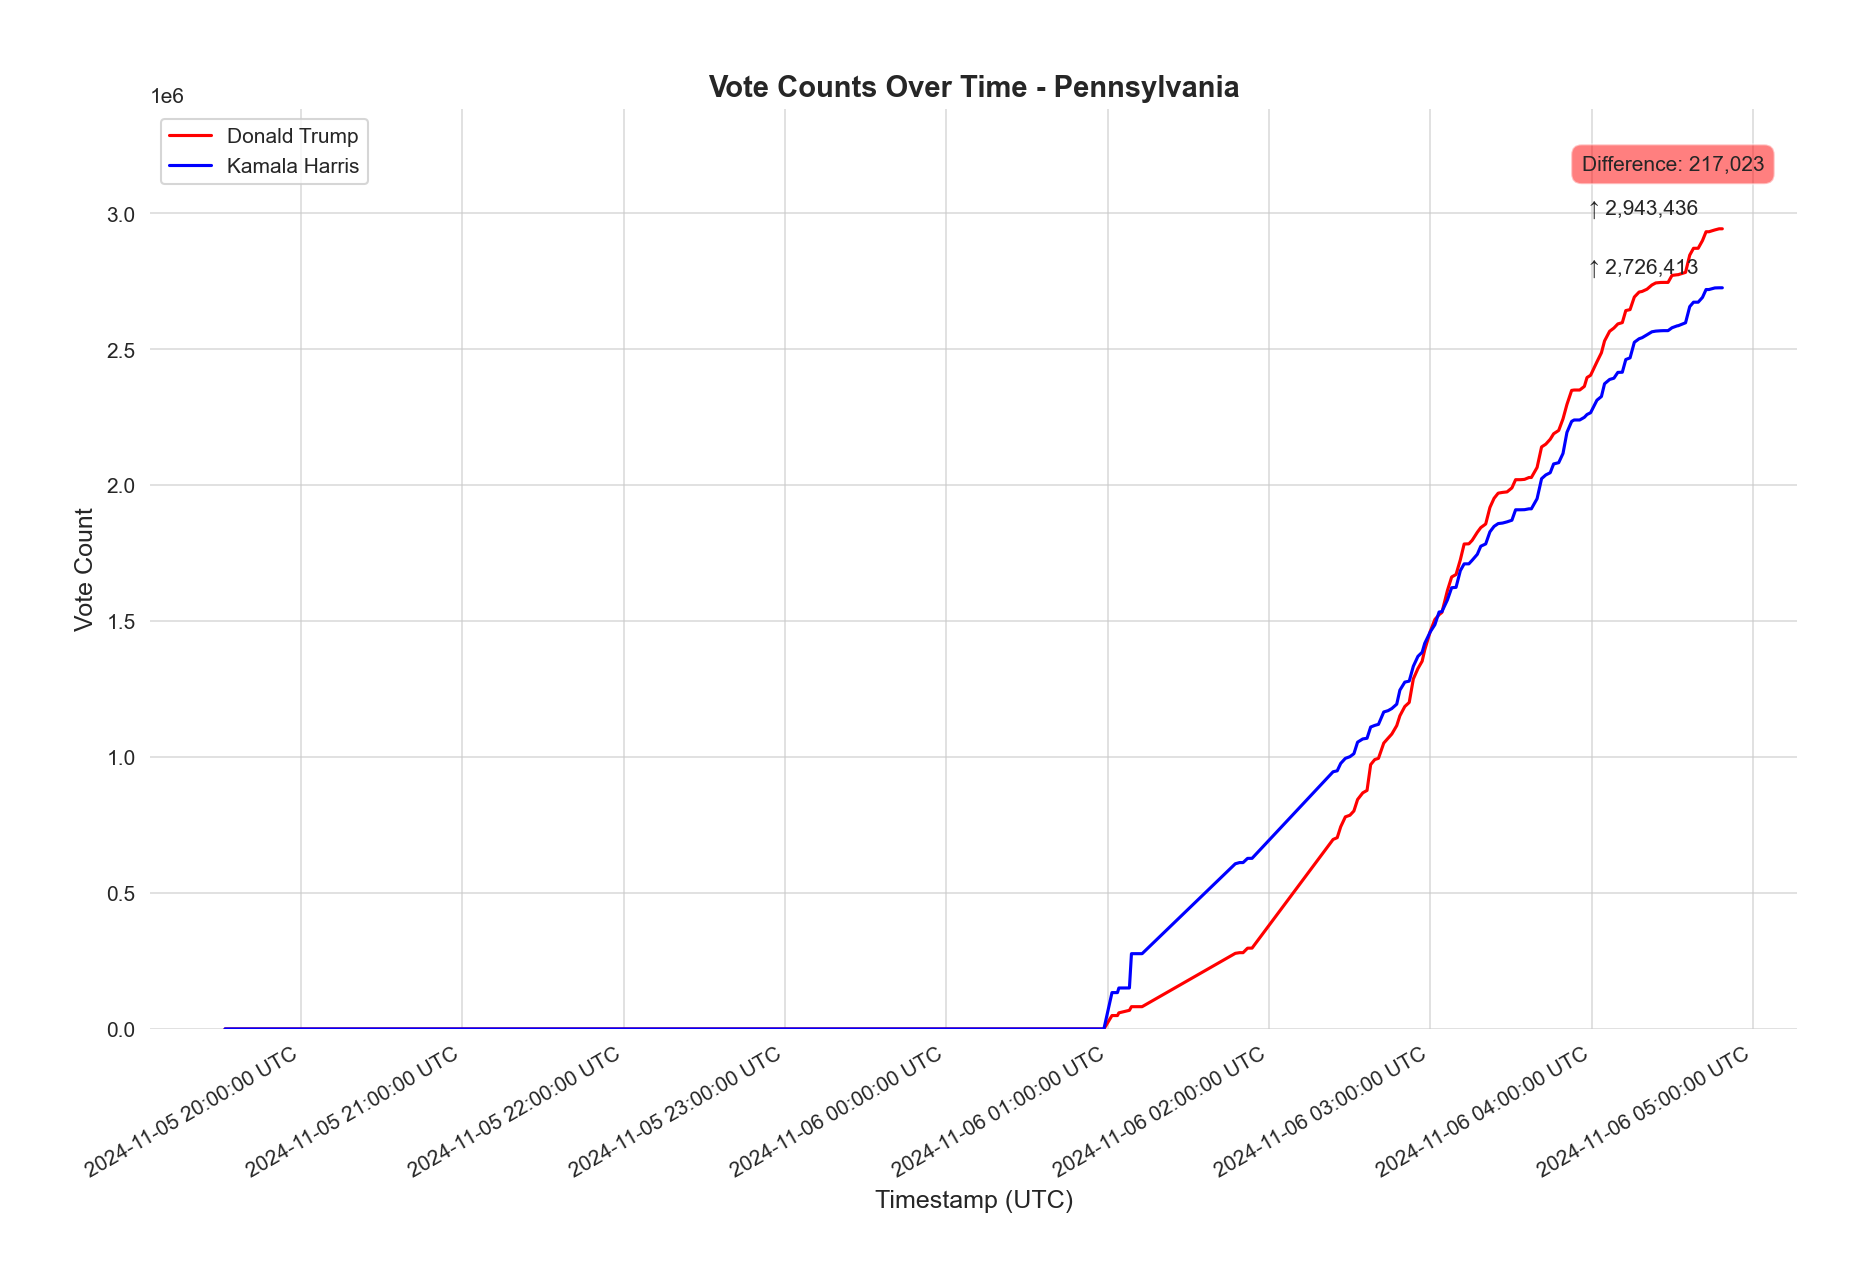 Vote Counts Over Time - Pennsylvania
1e6
Donald Trump
Kamala Harris
Difference: 217,023
↑ 2,943,436
↑ 2,726,413
3.0
2.5
2.0
1.5
1.0
0.5
0.0
Vote Count
2024-11-05 20:00:00 UTC
2024-11-05 21:00:00 UTC
2024-11-05 22:00:00 UTC
2024-11-05 23:00:00 UTC
2024-11-06 00:00:00 UTC
2024-11-06 01:00:00 UTC
2024-11-06 02:00:00 UTC
2024-11-06 03:00:00 UTC
2024-11-06 04:00:00 UTC
2024-11-06 05:00:00 UTC
Timestamp (UTC)